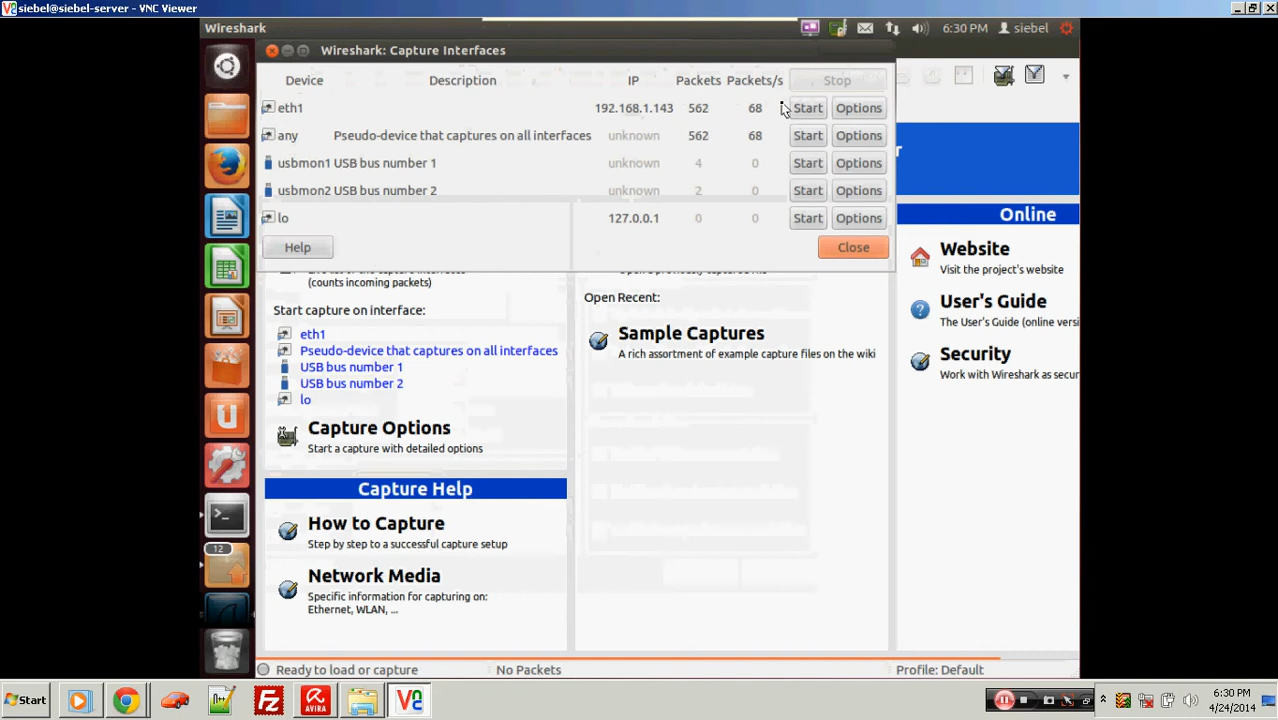 siebel@siebel-server - VNC Viewer
Wireshark
6:30 PM siebel
Wireshark: Capture Interfaces
Device Description IP Packets Packets/s Stop
eth1 192.168.1.143 562 68 Start Options
any Pseudo-device that captures on all interfaces unknown 562 68 Start Options
usbmon1 USB bus number 1 unknown 4 0 Start Options
usbmon2 USB bus number 2 unknown 2 0 Start Options
lo 127.0.0.1 0 0 Start Options
Help Close
(counts incoming packets)
Start capture on interface:
eth1
Pseudo-device that captures on all interfaces
USB bus number 1
USB bus number 2
lo
Capture Options
Start a capture with detailed options
Capture Help
How to Capture
Step by step to a successful capture setup
Network Media
Specific information for capturing on:
Ethernet, WLAN, ...
Open Recent:
Sample Captures
A rich assortment of example capture files on the wiki
Online
Website
Visit the project's website
User's Guide
The User's Guide (online versi
Security
Work with Wireshark as secur
12
Ready to load or capture No Packets Profile: Default
Start
AVIRA
6:30 PM
4/24/2014